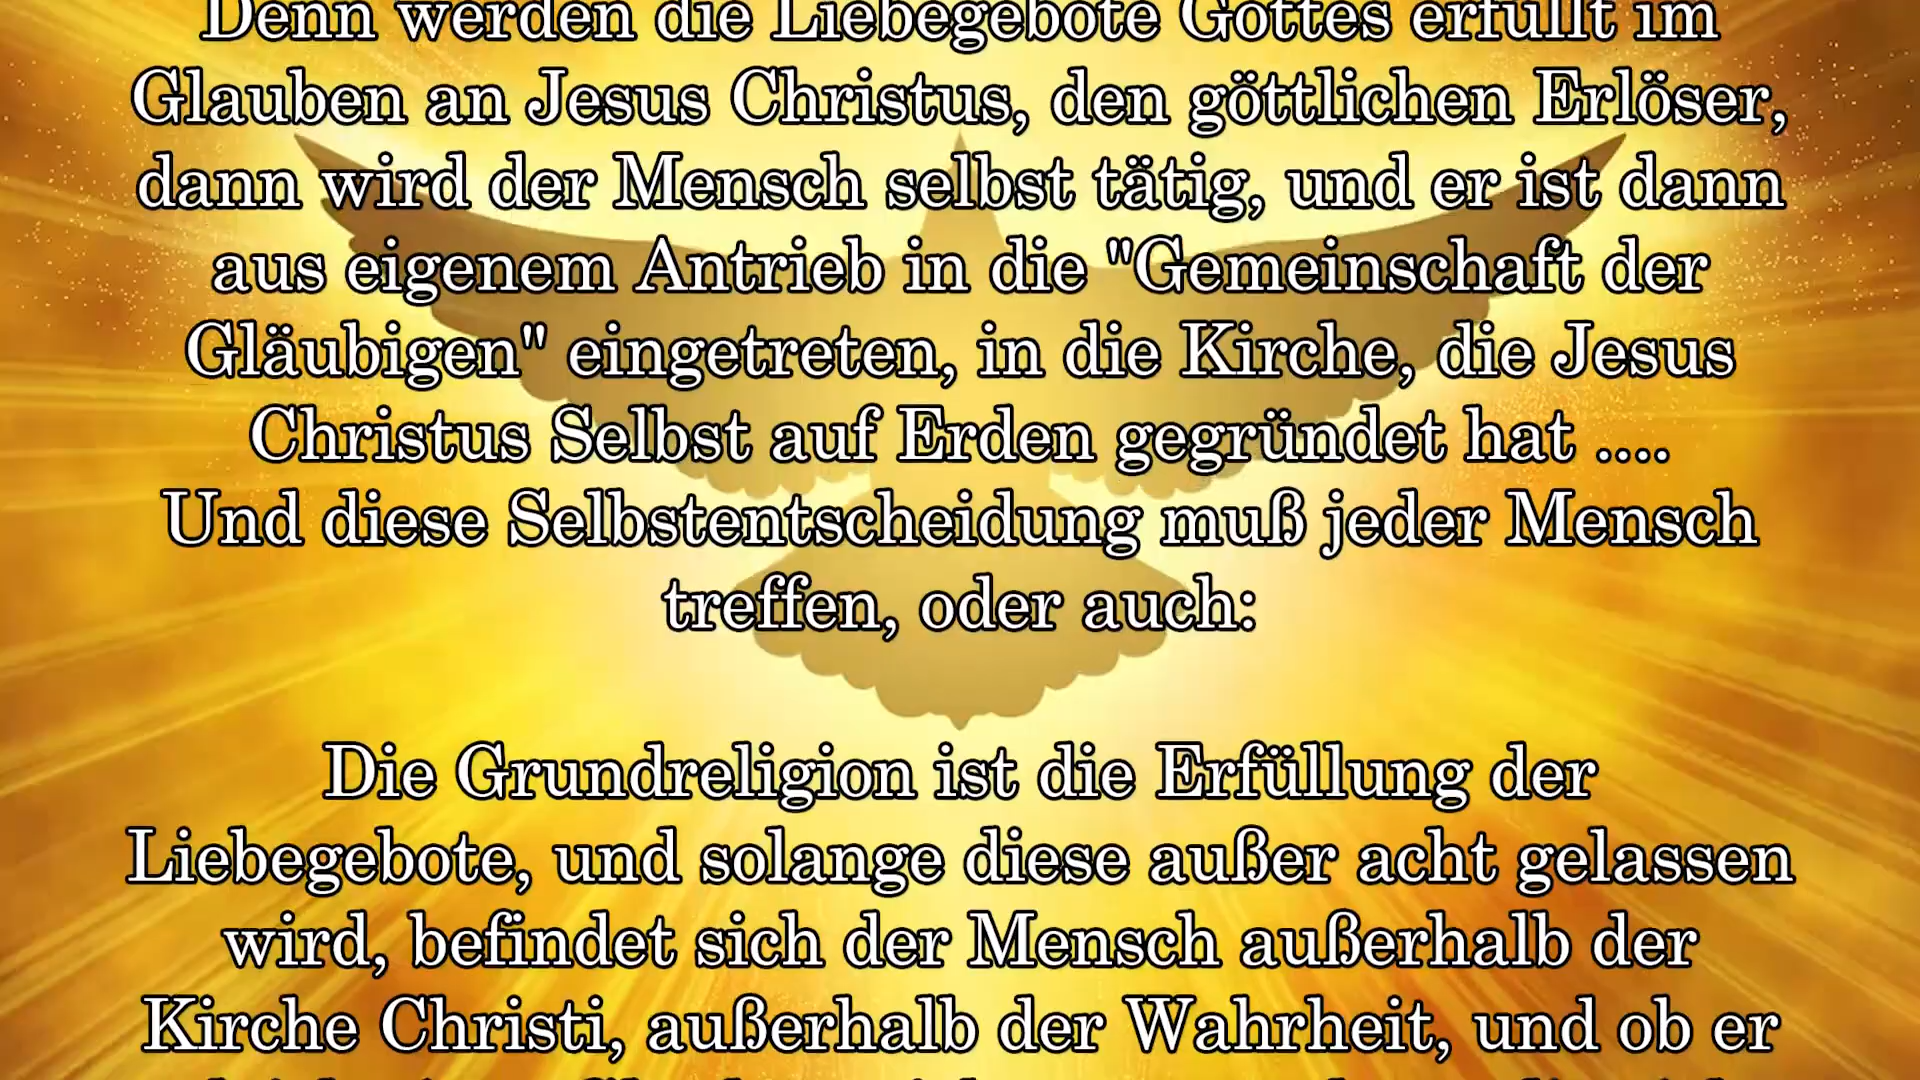 Denn werden die Liebegebote Gottes erfüllt im
Glauben an Jesus Christus, den göttlichen Erlöser,
dann wird der Mensch selbst tätig, und er ist dann
aus eigenem Antrieb in die "Gemeinschaft der
Gläubigen" eingetreten, in die Kirche, die Jesus
Christus Selbst auf Erden gegründet hat ....
Und diese Selbstentscheidung muß jeder Mensch
treffen, oder auch:
Die Grundreligion ist die Erfüllung der
Liebegebote, und solange diese außer acht gelassen
wird, befindet sich der Mensch außerhalb der
Kirche Christi, außerhalb der Wahrheit, und ob er